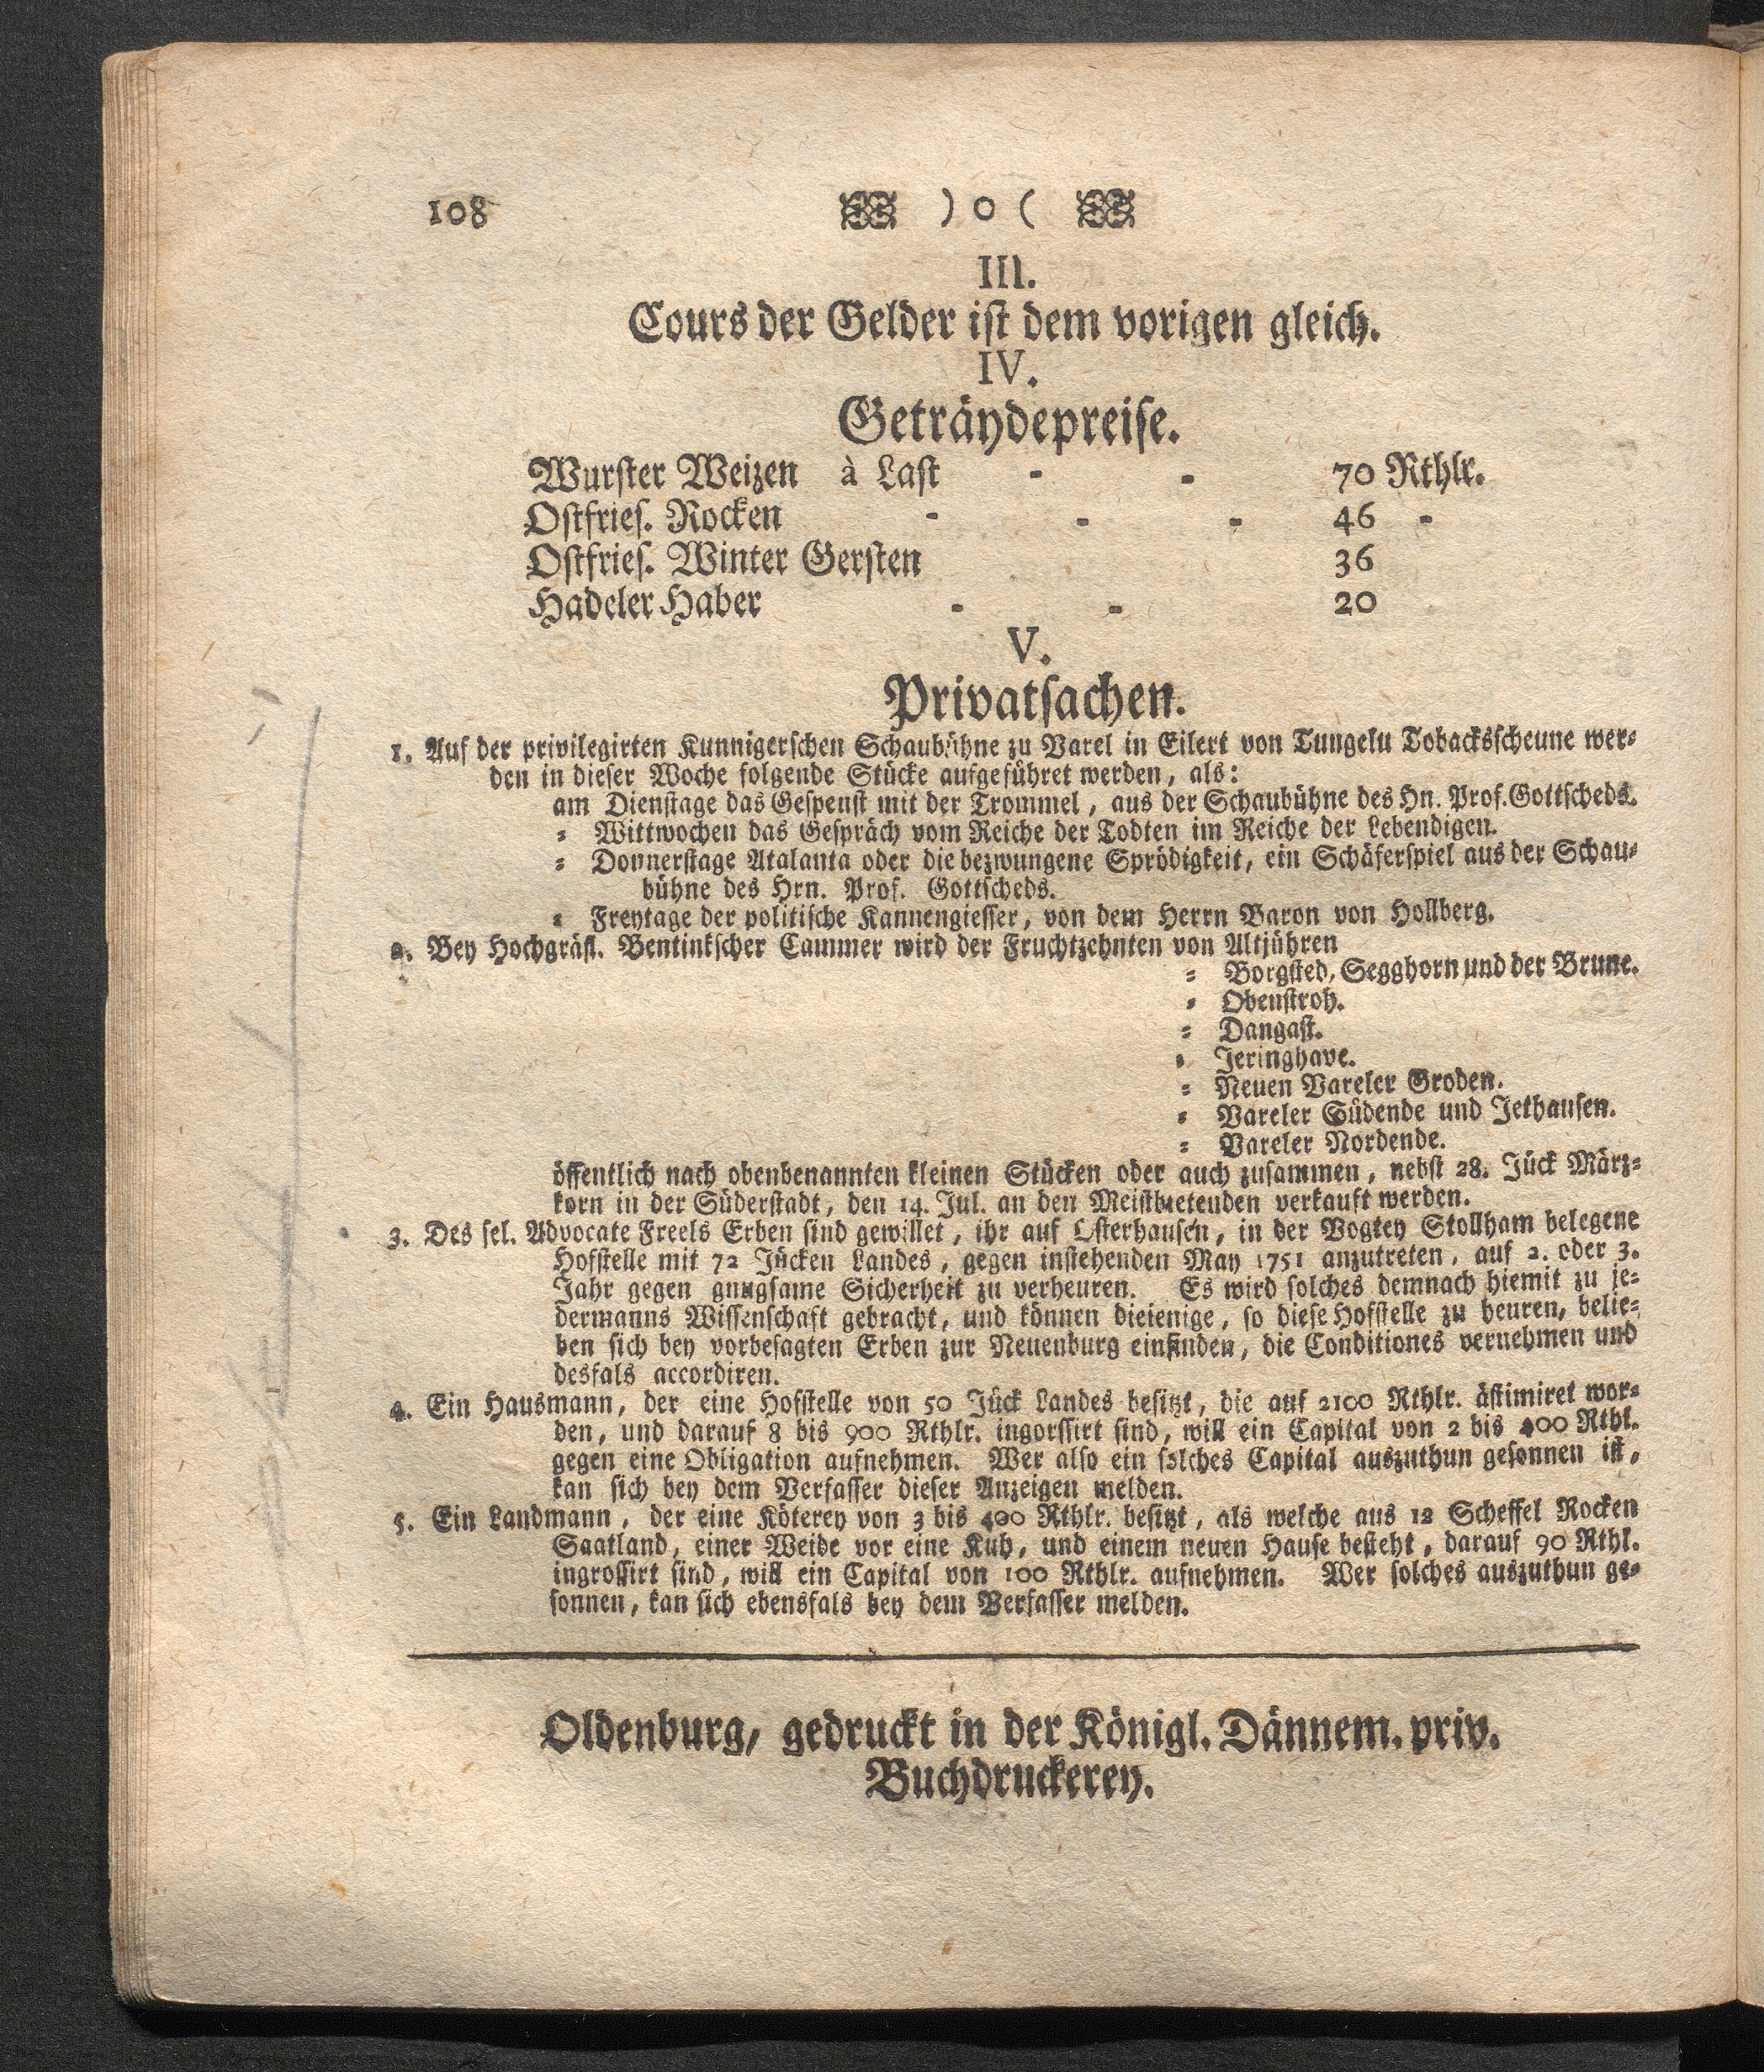 108 ) o (
III.
Cours der Gelder ist dem vorigen gleich.
IV.
Geträydepreise.
Wurster Weizen à Last - - 70 Rthlr.
Ostfries. Rocken - - - 46 -
Ostfries. Winter Gersten 36
Hadeler Haber - - 20
V.
Privatsachen.
1. Auf der privilegirten Kunnigerschen Schaubühne zu Varel in Eilert von Tungelu Tobacksscheune wer-
den in dieser Woche folgende Stücke aufgeführet werden, als:
am Dienstage das Gespenst mit der Trommel, aus der Schaubühne des Hn. Prof. Gottscheds.
- Wittwochen das Gespräch vom Reiche der Todten im Reiche der Lebendigen.
- Donnerstage Atalanta oder die bezwungene Sprödigkeit, ein Schäferspiel aus der Schau-
bühne des Hrn. Prof. Gottscheds.
- Freytage der politische Kannengiesser, von dem Herrn Baron von Hollberg.
2. Bey Hochgräfl. Bentinkscher Cammer wird der Fruchtzehnten von Altjühren
- Borgsted, Segghorn und der Brune.
- Obenstroh.
- Dangast.
- Jeringhave.
- Neuen Vareler Groden.
- Vareler Südende und Jethausen.
- Vareler Nordende.
öffentlich nach obenbenannten kleinen Stücken oder auch zusammen, nebst 28. Jück März-
korn in der Süderstadt, den 14. Jul. an den Meistbietenden verkauft werden.
3. Des sel. Advocate Freels Erben sind gewillet, ihr auf Osterhausen, in der Vogtey Stollham belegene
Hofstelle mit 72 Jücken Landes, gegen instehenden May 1751 anzutreten, auf 2. oder 3.
Jahr gegen gnugsame Sicherheit zu verheuren. Es wird solches demnach hiemit zu je-
dermanns Wissenschaft gebracht, und können dieienige, so diese Hofstelle zu heuren, belie-
ben sich bey vorbesagten Erben zur Neuenburg einfinden, die Conditiones vernehmen und
desfals accordiren.
4. Ein Hausmann, der eine Hofstelle von 50 Jück Landes besitzt, die auf 2100 Rthlr. ästimiret wor-
den, und darauf 8 bis 900 Rthlr. ingorssirt sind, will ein Capital von 2 bis 400 Rthl.
gegen eine Obligation aufnehmen. Wer also ein solches Capital auszuthun gesonnen ist,
kan sich bey dem Verfasser dieser Anzeigen melden.
5. Ein Landmann, der eine Köterey von 3 bis 400 Rthlr. besitzt, als welche aus 12 Scheffel Rocken
Saatland, einer Weide vor eine Kuh, und einem neuen Hause besteht, darauf 90 Rthl.
ingrossirt sind, will ein Capital von 100 Rthlr. aufnehmen. Wer solches auszuthun ge-
sonnen, kan sich ebensfals bey dem Verfasser melden.
Oldenburg, gedruckt in der Königl. Dännem. priv.
Buchdruckerey.